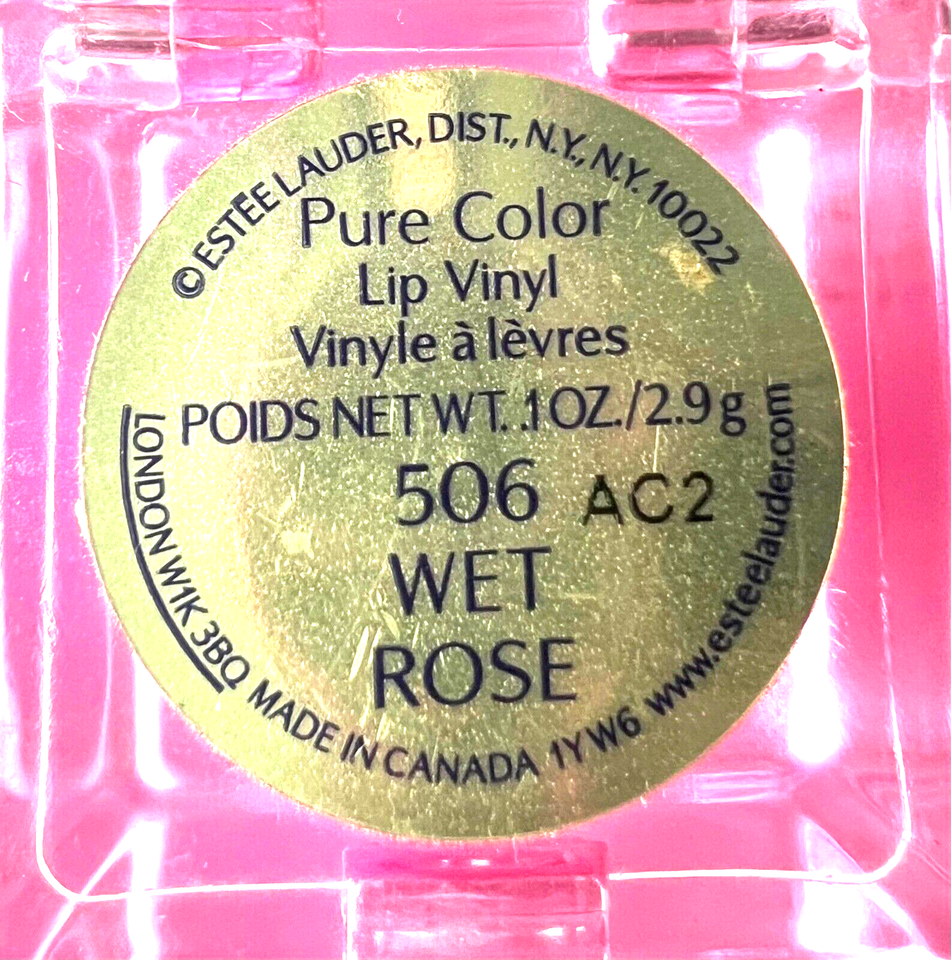 ©ESTĒE LAUDER, DIST., N.Y., N.Y. 10022
Pure Color
Lip Vinyl
Vinyle à lèvres
POIDS NET WT. .1 OZ./2.9 g
506 AC2
WET
ROSE
LONDON W1K 3BQ MADE IN CANADA 1YW6 www.esteelauder.com